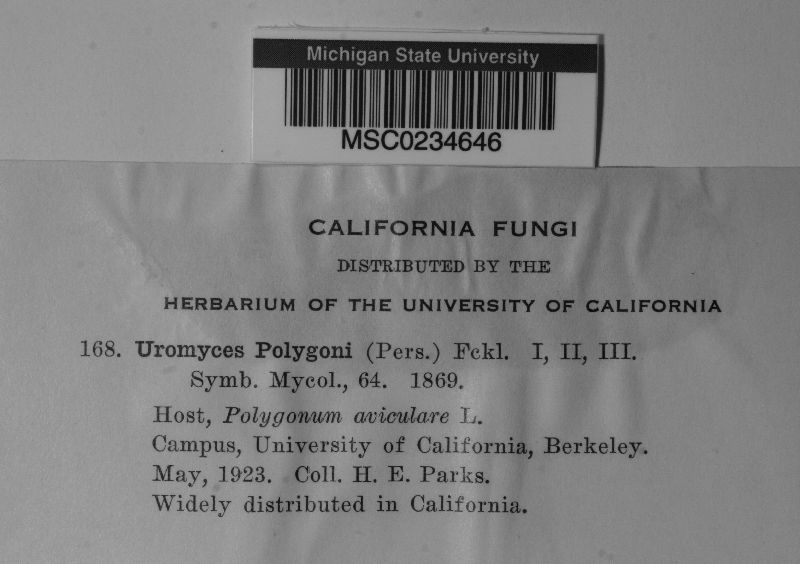 Michigan State University
MSC0234646
CALIFORNIA FUNGI
DISTRIBUTED BY THE
HERBARIUM OF THE UNIVERSITY OF CALIFORNIA
168. Uromyces Polygoni (Pers.) Fckl. I, II, III.
Symb. Mycol., 64. 1869.
Host, Polygonum aviculare L.
Campus, University of California, Berkeley.
May, 1923. Coll. H. E. Parks.
Widely distributed in California.